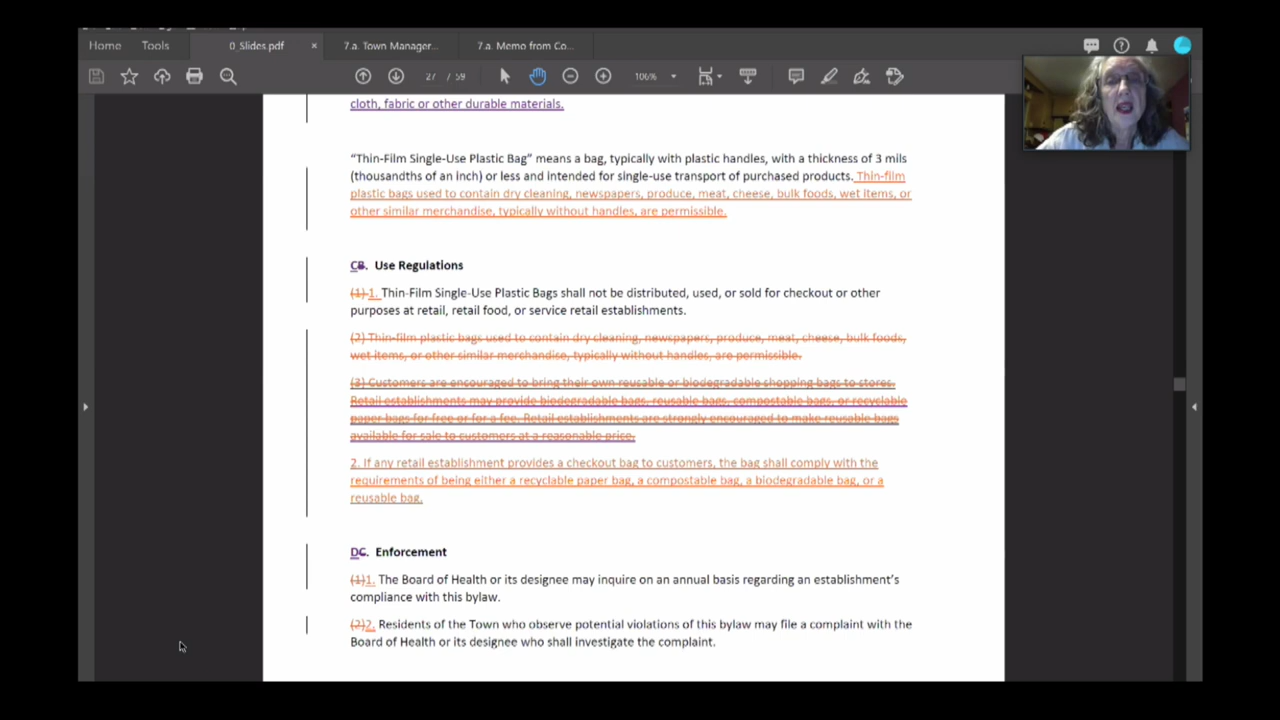 Home Tools 0_Slides.pdf × 7.a. Town Manager... 7.a. Memo from Co...
27 / 59 106%
cloth, fabric or other durable materials.
“Thin-Film Single-Use Plastic Bag” means a bag, typically with plastic handles, with a thickness of 3 mils
(thousandths of an inch) or less and intended for single-use transport of purchased products. Thin-film
plastic bags used to contain dry cleaning, newspapers, produce, meat, cheese, bulk foods, wet items, or
other similar merchandise, typically without handles, are permissible.
CB. Use Regulations
(1) 1. Thin-Film Single-Use Plastic Bags shall not be distributed, used, or sold for checkout or other
purposes at retail, retail food, or service retail establishments.
(2) Thin-film plastic bags used to contain dry cleaning, newspapers, produce, meat, cheese, bulk foods,
wet items, or other similar merchandise, typically without handles, are permissible.
(3) Customers are encouraged to bring their own reusable or biodegradable shopping bags to stores.
Retail establishments may provide biodegradable bags, reusable bags, compostable bags, or recyclable
paper bags for free or for a fee. Retail establishments are strongly encouraged to make reusable bags
available for sale to customers at a reasonable price.
2. If any retail establishment provides a checkout bag to customers, the bag shall comply with the
requirements of being either a recyclable paper bag, a compostable bag, a biodegradable bag, or a
reusable bag.
DC. Enforcement
(1)1. The Board of Health or its designee may inquire on an annual basis regarding an establishment’s
compliance with this bylaw.
(2)2. Residents of the Town who observe potential violations of this bylaw may file a complaint with the
Board of Health or its designee who shall investigate the complaint.